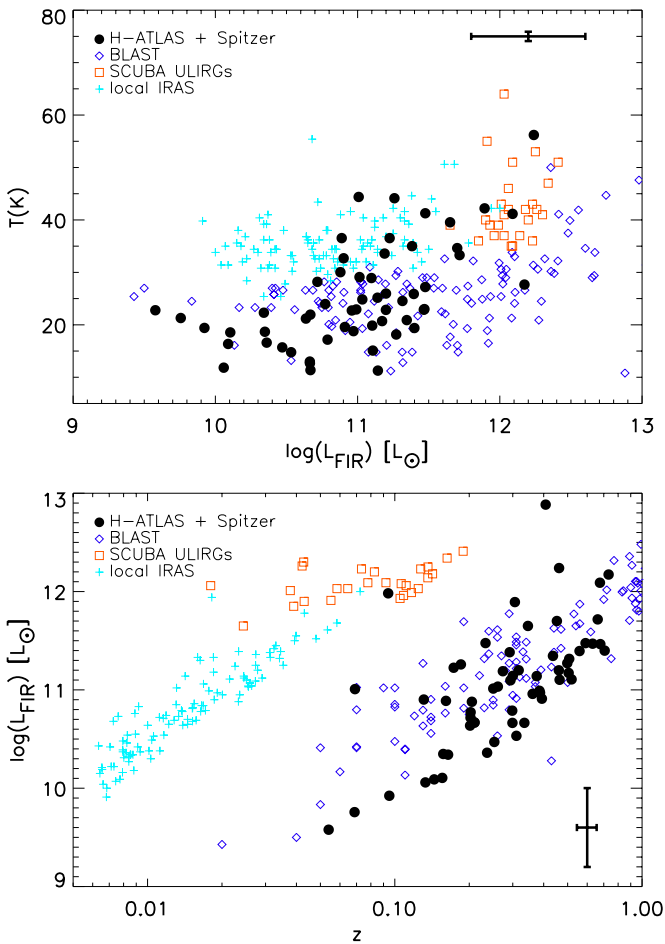 80
H-ATLAS + Spitzer
BLAST
SCUBA ULIRGs
local IRAS
60
T(K)
40
20
9 10 11 12 13
log(L_FIR) [L_⊙]
13
H-ATLAS + Spitzer
BLAST
SCUBA ULIRGs
local IRAS
12
log(L_FIR) [L_⊙]
11
10
9
0.01 0.10 1.00
z